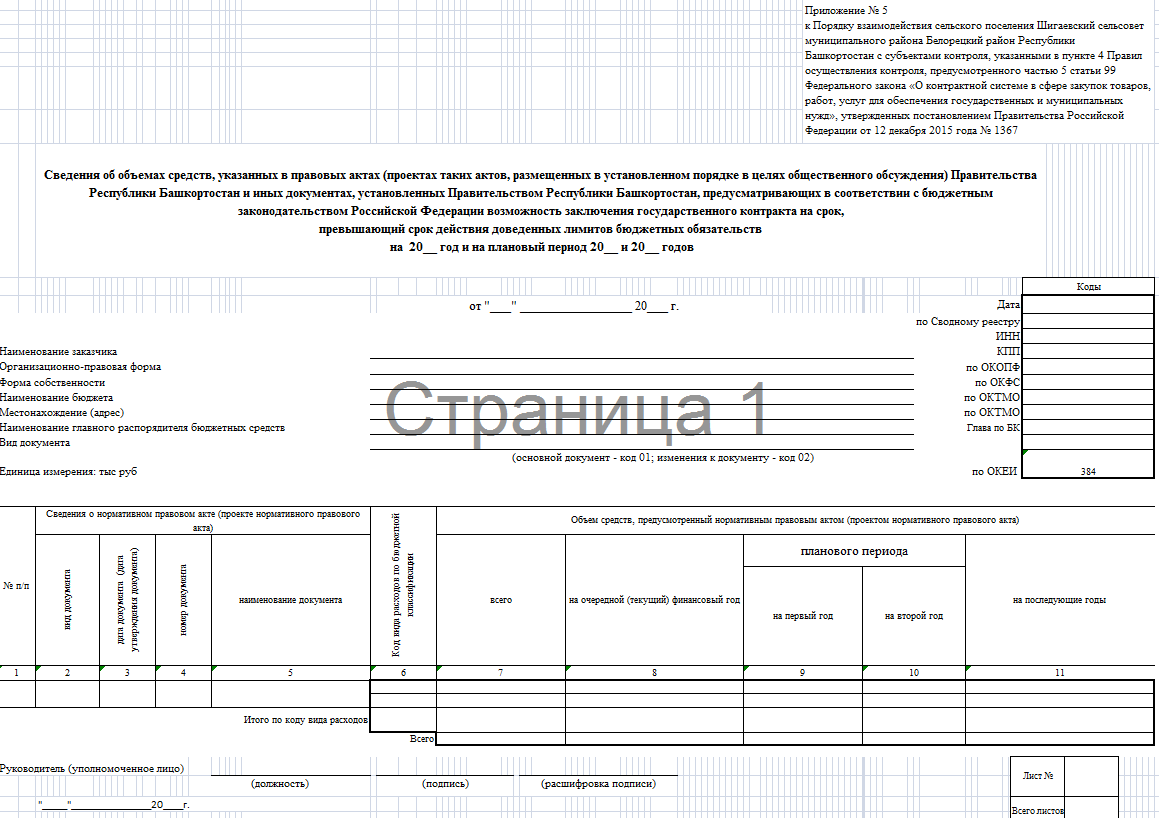 Приложение № 5
к Порядку взаимодействия сельского поселения Шигаевский сельсовет
муниципального района Белорецкий район Республики
Башкортостан с субъектами контроля, указанными в пункте 4 Правил
осуществления контроля, предусмотренного частью 5 статьи 99
Федерального закона «О контрактной системе в сфере закупок товаров,
работ, услуг для обеспечения государственных и муниципальных
нужд», утвержденных постановлением Правительства Российской
Федерации от 12 декабря 2015 года № 1367
Сведения об объемах средств, указанных в правовых актах (проектах таких актов, размещенных в установленном порядке в целях общественного обсуждения) Правительства
Республики Башкортостан и иных документах, установленных Правительством Республики Башкортостан, предусматривающих в соответствии с бюджетным
законодательством Российской Федерации возможность заключения государственного контракта на срок,
превышающий срок действия доведенных лимитов бюджетных обязательств
на 20__ год и на плановый период 20__ и 20__ годов
Коды
от "____" ____________________ 20____ г.
Дата
по Сводному реестру
ИНН
Наименование заказчика
КПП
Организационно-правовая форма
по ОКОПФ
Форма собственности
по ОКФС
Наименование бюджета
по ОКТМО
Местонахождение (адрес)
по ОКТМО
Наименование главного распорядителя бюджетных средств
Глава по БК
Вид документа
Страница 1
(основной документ - код 01; изменения к документу - код 02)
Единица измерения: тыс руб
по ОКЕИ
384
№ п/п
Сведения о нормативном правовом акте (проекте нормативного правового
акта)
вид документа
дата документа (дата
утверждения документа)
номер документа
наименование документа
Код вида расходов по бюджетной
классификации
Объем средств, предусмотренный нормативным правовым актом (проектом нормативного правового акта)
всего
на очередной (текущий) финансовый год
планового периода
на первый год
на второй год
на последующие годы
1 2 3 4 5 6 7 8 9 10 11
Итого по коду вида расходов
Всего
Руководитель (уполномоченное лицо)
(должность)
(подпись)
(расшифровка подписи)
"_____"________________20____г.
Лист №
Всего листов